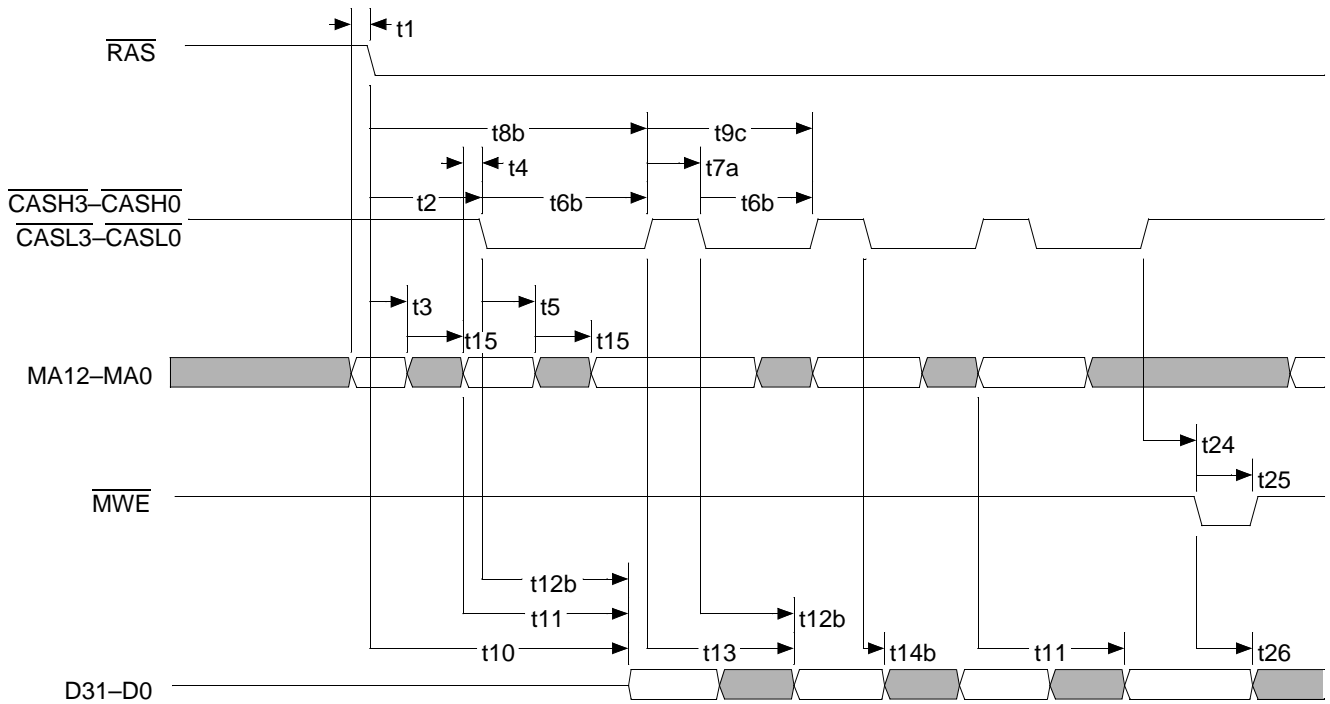 t1
RAS
t8b
t9c
t4
t7a
CASH3–CASH0
t2
t6b
t6b
CASL3–CASL0
t3
t5
t15
t15
MA12–MA0
t24
t25
MWE
t12b
t11
t12b
t10
t13
t14b
t11
t26
D31–D0